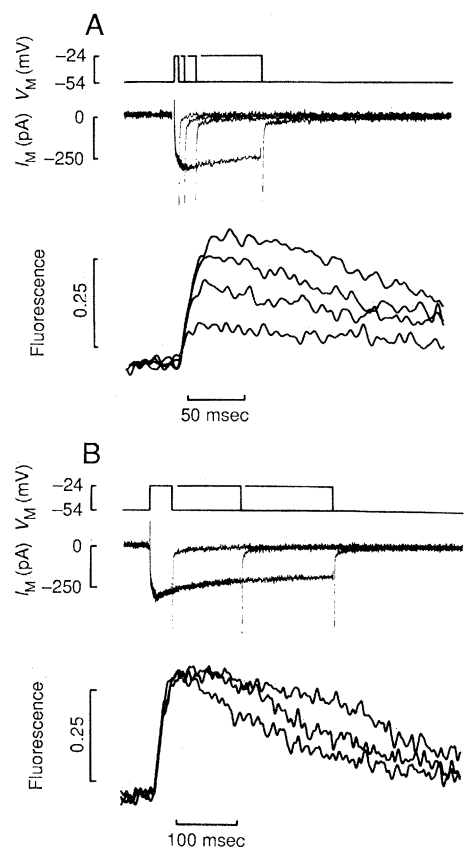 A
V_M (mV)
−24
−54
I_M (pA)
0
−250
Fluorescence
0.25
50 msec
B
V_M (mV)
−24
−54
I_M (pA)
0
−250
Fluorescence
0.25
100 msec